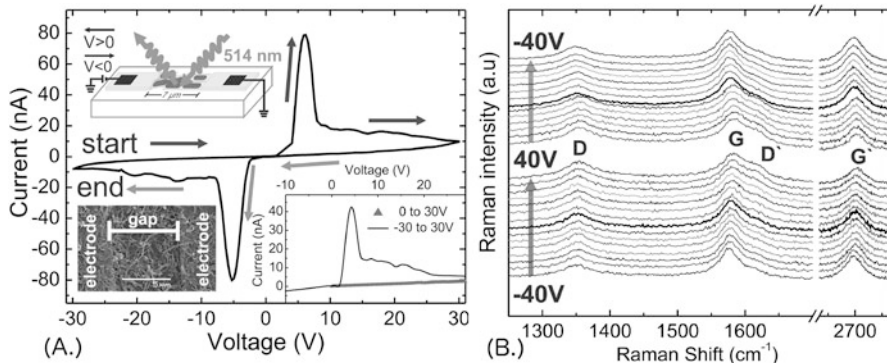 V>0
V<0
514 nm
7 μm
start
end
gap
electrode
electrode
Current (nA)
80
60
40
20
0
-20
-40
-60
-80
-30
-20
-10
0
10
20
30
Voltage (V)
(A.)
Voltage (V)
-10
0
10
20
0 to 30V
-30 to 30V
Current (nA)
40
30
20
10
0
-40V
40V
-40V
D
G
D`
G`
Raman intensity (a.u)
1300
1400
1500
1600
2700
Raman Shift (cm⁻¹)
(B.)